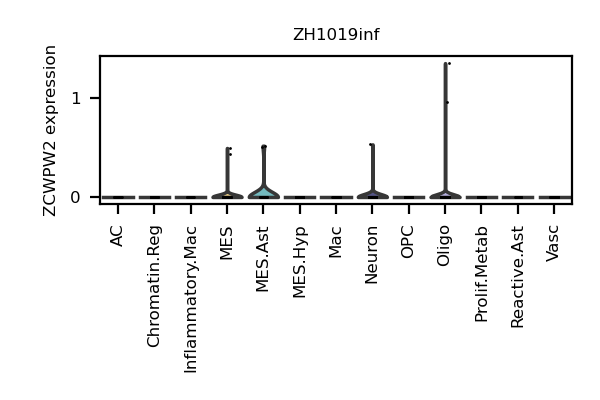 ZH1019inf
ZCWPW2 expression
1
0
AC
Chromatin.Reg
Inflammatory.Mac
MES
MES.Ast
MES.Hyp
Mac
Neuron
OPC
Oligo
Prolif.Metab
Reactive.Ast
Vasc